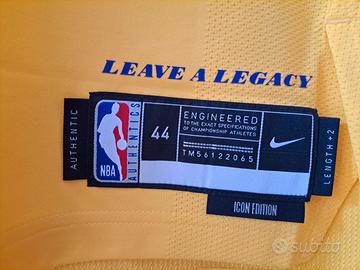 LEAVE A LEGACY
AUTHENTIC
NBA
AUTHENTICS
44
ENGINEERED
TO THE EXACT SPECIFICATIONS
OF CHAMPIONSHIP ATHLETES
TM56122065
LENGTH +2
ICON EDITION
subito